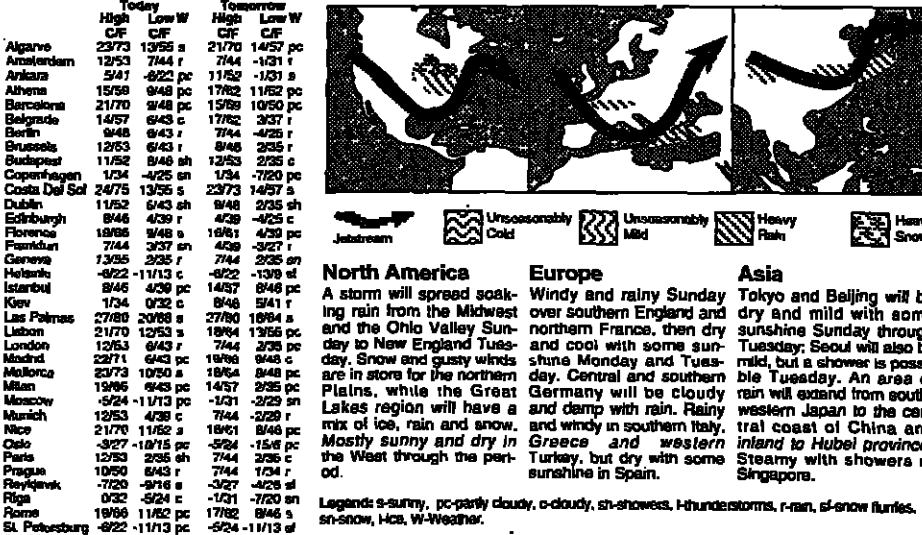 Today Tomorrow
High Low W High Low W
C/F C/F C/F C/F
Algarve 23/73 13/55 s 21/70 14/57 pc
Amsterdam 12/53 7/44 r 7/44 -1/31 r
Ankara 5/41 -6/22 pc 11/52 -1/31 s
Athens 15/59 9/48 pc 17/62 11/52 pc
Barcelona 21/70 9/48 pc 15/59 10/50 pc
Belgrade 14/57 6/43 c 17/62 3/37 r
Berlin 9/48 6/43 r 7/44 -4/25 r
Brussels 12/53 6/43 r 8/46 2/35 r
Budapest 11/52 8/46 sh 12/53 2/35 c
Copenhagen 1/34 -4/25 sn 1/34 -7/20 pc
Costa Del Sol 24/75 13/55 s 23/73 14/57 s
Dublin 11/52 6/43 sh 9/48 2/35 sh
Edinburgh 8/46 4/39 r 4/39 -4/25 c
Florence 19/66 9/48 s 16/61 4/39 pc
Frankfurt 7/44 3/37 sn 4/39 -3/27 r
Geneva 13/55 2/35 r 7/44 2/35 sn
Helsinki -6/22 -11/13 c -6/22 -13/9 sf
Istanbul 8/46 4/39 pc 14/57 8/46 pc
Kiev 1/34 0/32 c 8/46 5/41 r
Las Palmas 27/80 20/68 s 27/80 18/64 s
Lisbon 21/70 12/53 s 18/64 13/55 pc
London 12/53 6/43 r 7/44 2/35 pc
Madrid 22/71 6/43 pc 19/66 9/48 c
Mallorca 23/73 10/50 s 18/64 9/48 pc
Milan 19/66 6/43 pc 14/57 2/35 pc
Moscow -5/24 -11/13 pc -1/31 -2/29 sn
Munich 12/53 4/39 c 7/44 -2/29 r
Nice 21/70 11/52 s 16/61 8/46 pc
Oslo -3/27 -10/15 pc -5/24 -15/6 pc
Paris 12/53 2/35 sh 7/44 2/35 c
Prague 10/50 6/43 r 7/44 1/34 r
Reykjavik -7/20 -9/16 s -3/27 -4/25 sf
Riga 0/32 -5/24 c -1/31 -7/20 sn
Rome 19/66 11/52 pc 17/62 8/46 s
St. Petersburg -6/22 -11/13 pc -5/24 -11/13 sf
Jetstream
Unseasonably
Cold
Unseasonably
Mild
Heavy
Rain
North America
A storm will spread soak-
ing rain from the Midwest
and the Ohio Valley Sun-
day to New England Tues-
day. Snow and gusty winds
are in store for the northern
Plains, while the Great
Lakes region will have a
mix of ice, rain and snow.
Mostly sunny and dry in
the West through the peri-
od.
Europe
Windy and rainy Sunday
over southern England and
northern France, then dry
and cool with some sun-
shine Monday and Tues-
day. Central and southern
Germany will be cloudy
and damp with rain. Rainy
and windy in southern Italy,
Greece and western
Turkey, but dry with some
sunshine in Spain.
Asia
Tokyo and Beijing will
dry and mild with
sunshine Sunday
Tuesday; Seoul will also
mild, but a shower is
ble Tuesday. An area
rain will extend from
western Japan to the cen-
tral coast of China
inland to Hubei
Steamy with showers
Singapore.
Legend: s-sunny, pc-partly cloudy, c-cloudy, sh-showers, t-thunderstorms, r-rain, sf-snow flurries,
sn-snow, i-ice, W-Weather.